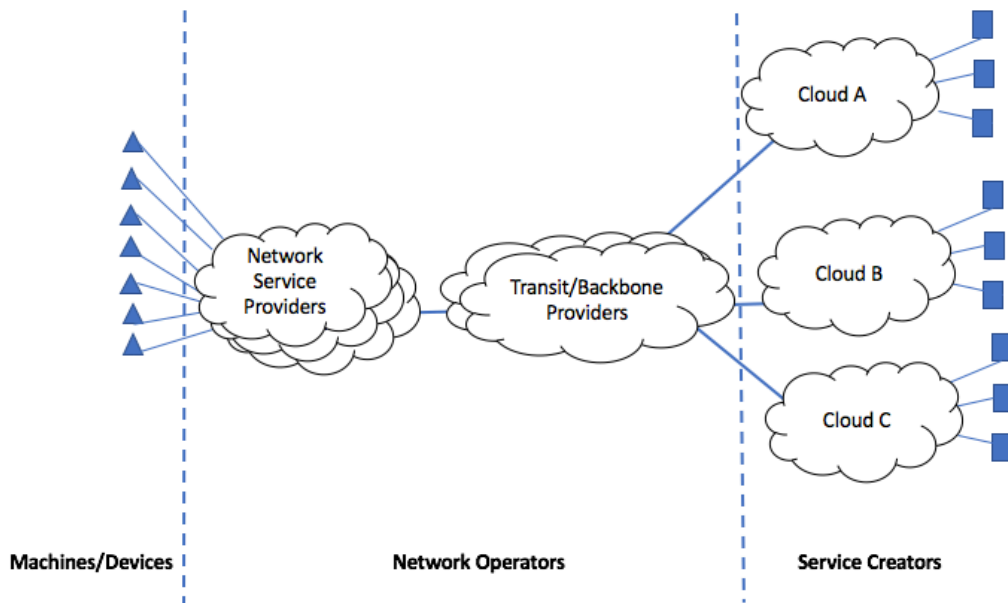 Cloud A
Network
Service
Providers
Transit/Backbone
Providers
Cloud B
Cloud C
Machines/Devices
Network Operators
Service Creators